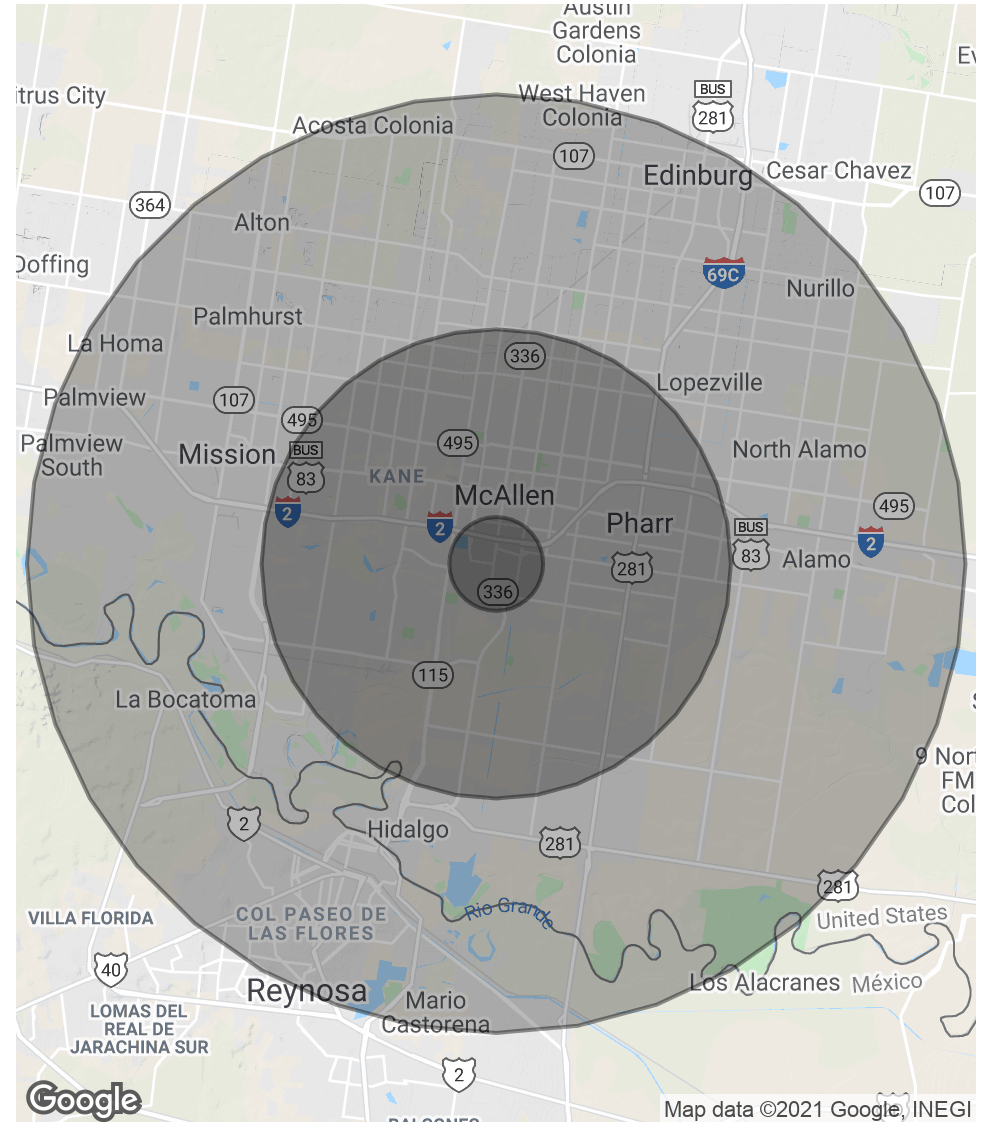 Austin
Gardens
Colonia
Ev
itrus City
BUS
281
West Haven
Colonia
Acosta Colonia
107
Edinburg
Cesar Chavez
107
364
Alton
Doffing
69C
Nurillo
Palmhurst
La Homa
336
Lopezville
Palmview
107
495
Palmview
South
Mission
BUS
83
495
North Alamo
KANE
McAllen
495
2
2
Pharr
BUS
83
2
Alamo
281
336
115
La Bocatoma
S
9 Nor
FM
Col
2
Hidalgo
281
281
Rio Grande
VILLA FLORIDA
COL PASEO DE
LAS FLORES
United States
40
Reynosa
Los Alacranes
México
Mario
Castorena
LOMAS DEL
REAL DE
JARACHINA SUR
2
Google
Map data ©2021 Google, INEGI